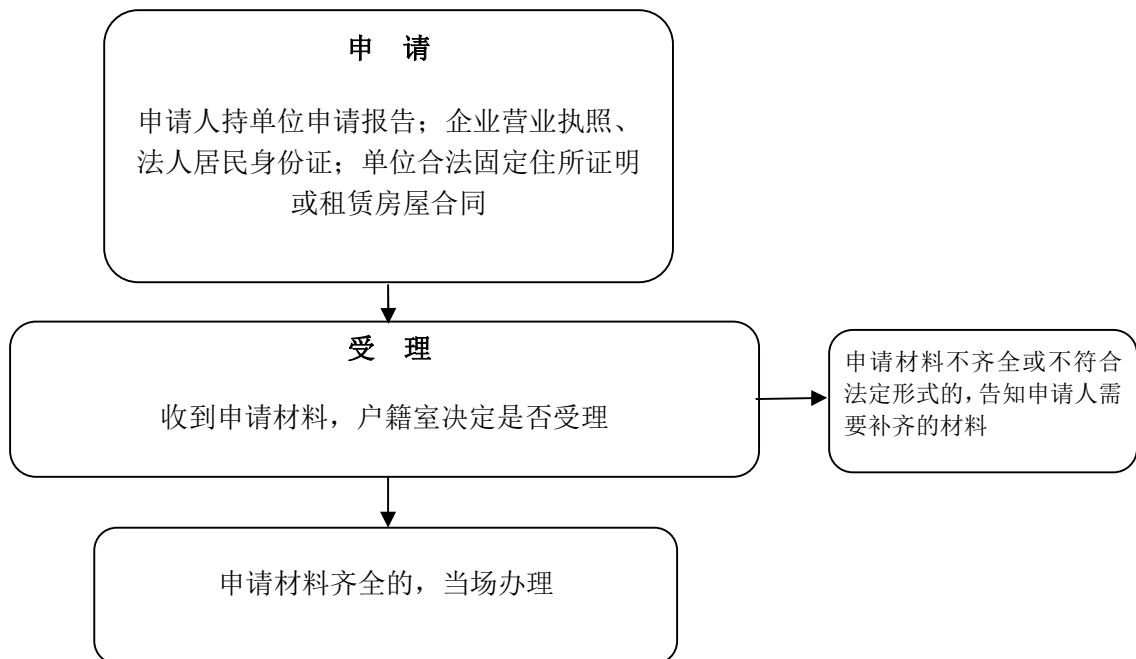 申 请
申请人持单位申请报告；企业营业执照、
法人居民身份证；单位合法固定住所证明
或租赁房屋合同
受 理
收到申请材料，户籍室决定是否受理
申请材料不齐全或不符合
法定形式的，告知申请人需
要补齐的材料
申请材料齐全的，当场办理